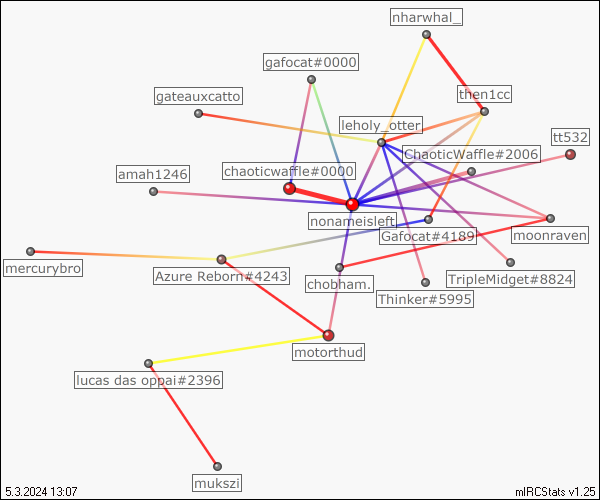 nharwhal_
gafocat#0000
gateauxcatto
then1cc
leholy_otter
tt532
ChaoticWaffle#2006
chaoticwaffle#0000
amah1246
nonameisleft
Gafocat#4189
moonraven
mercurybro
Azure Reborn#4243
chobham.
TripleMidget#8824
Thinker#5995
motorthud
lucas das oppai#2396
mukszi
5.3.2024 13:07
mIRCStats v1.25